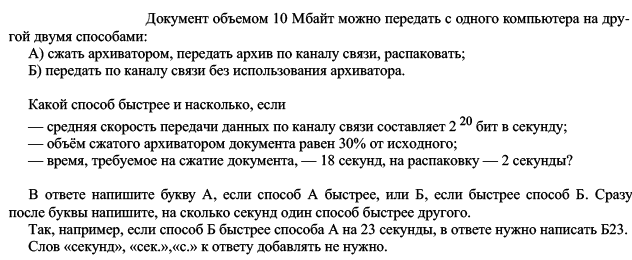 Документ объемом 10 Мбайт можно передать с одного компьютера на дру-
гой двумя способами:
А) сжать архиватором, передать архив по каналу связи, распаковать;
Б) передать по каналу связи без использования архиватора.
Какой способ быстрее и насколько, если
— средняя скорость передачи данных по каналу связи составляет 2 20 бит в секунду;
— объём сжатого архиватором документа равен 30% от исходного;
— время, требуемое на сжатие документа, — 18 секунд, на распаковку — 2 секунды?
В ответе напишите букву А, если способ А быстрее, или Б, если быстрее способ Б. Сразу
после буквы напишите, на сколько секунд один способ быстрее другого.
Так, например, если способ Б быстрее способа А на 23 секунды, в ответе нужно написать Б23.
Слов «секунд», «сек.»,«с.» к ответу добавлять не нужно.